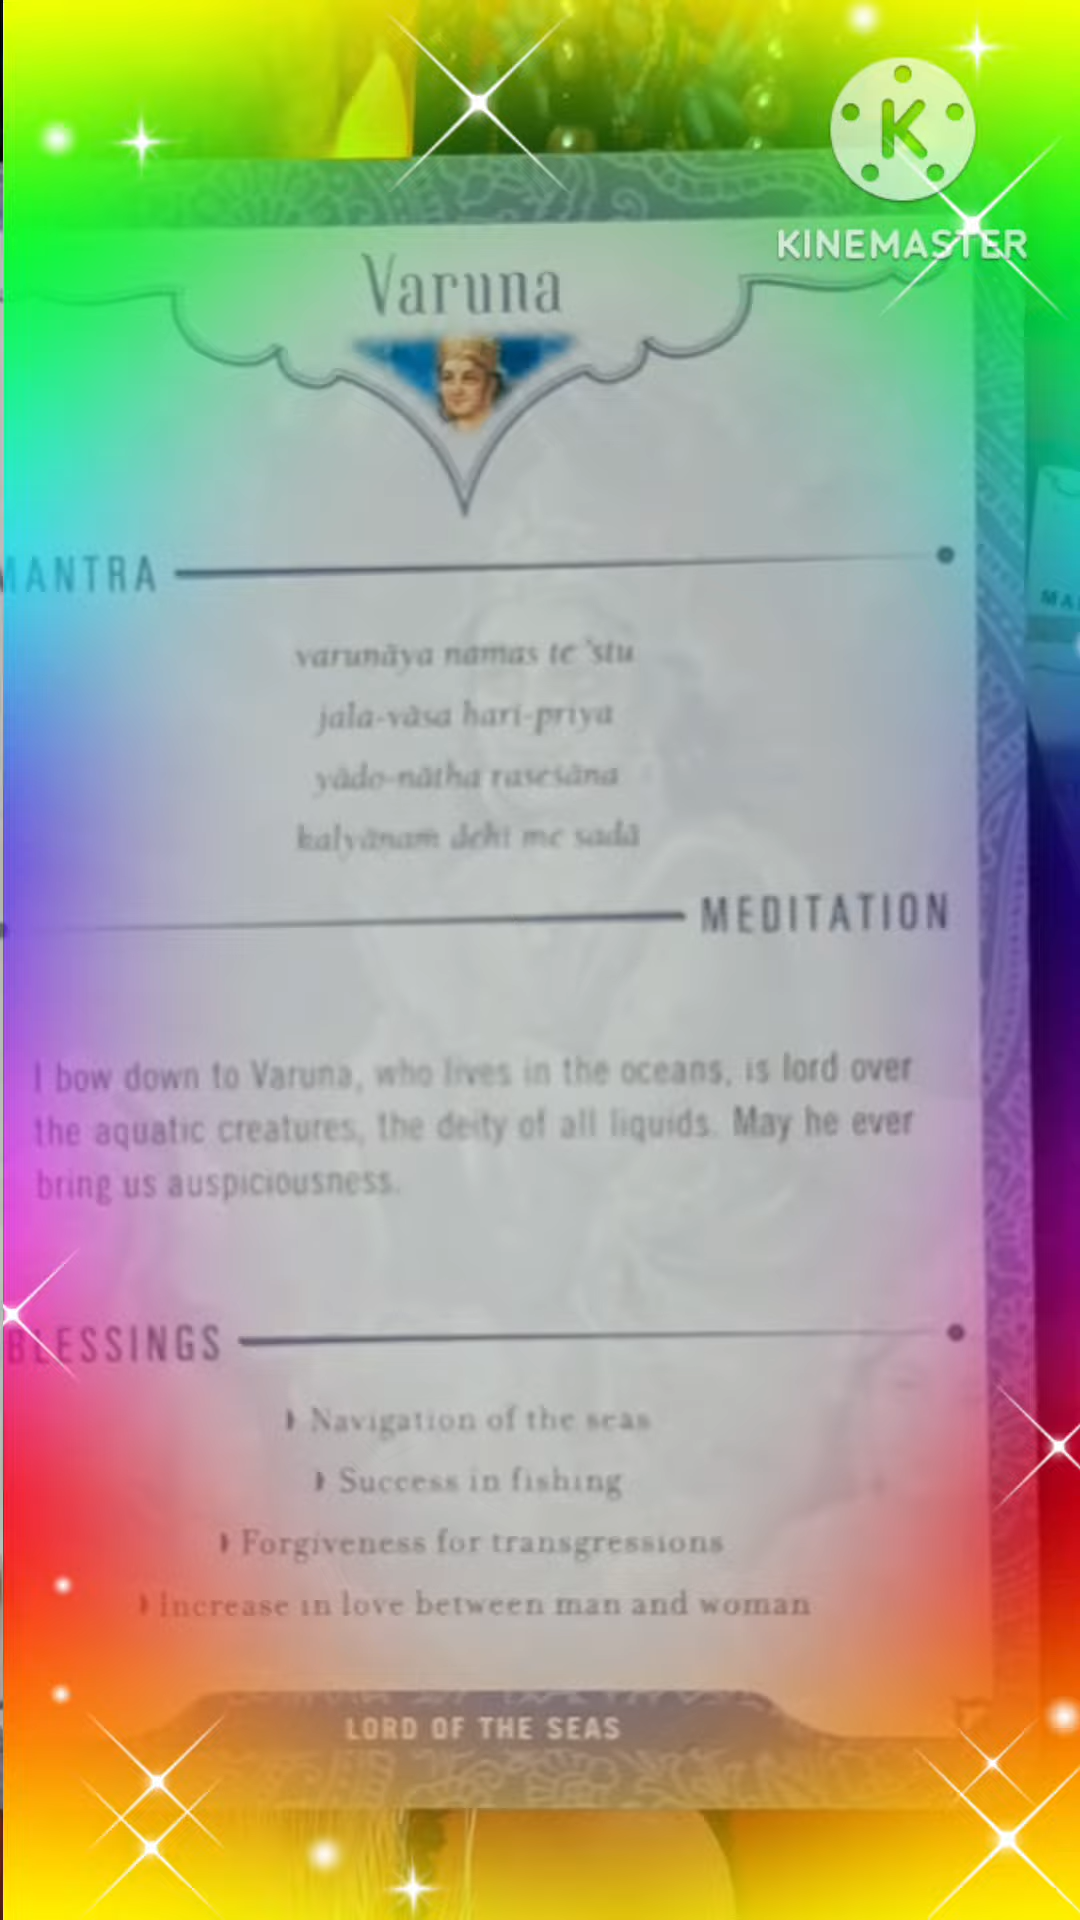 K
KINEMASTER
Varuna
MANTRA
varunāya namas te 'stu
jala-vāsa hari-priya
yādo-nātha rasesāna
kalyānam dehi me sadā
MEDITATION
I bow down to Varuna, who lives in the oceans, is lord over
the aquatic creatures, the deity of all liquids. May he ever
bring us auspiciousness.
BLESSINGS
Navigation of the seas
Success in fishing
Forgiveness for transgressions
Increase in love between man and woman
LORD OF THE SEAS